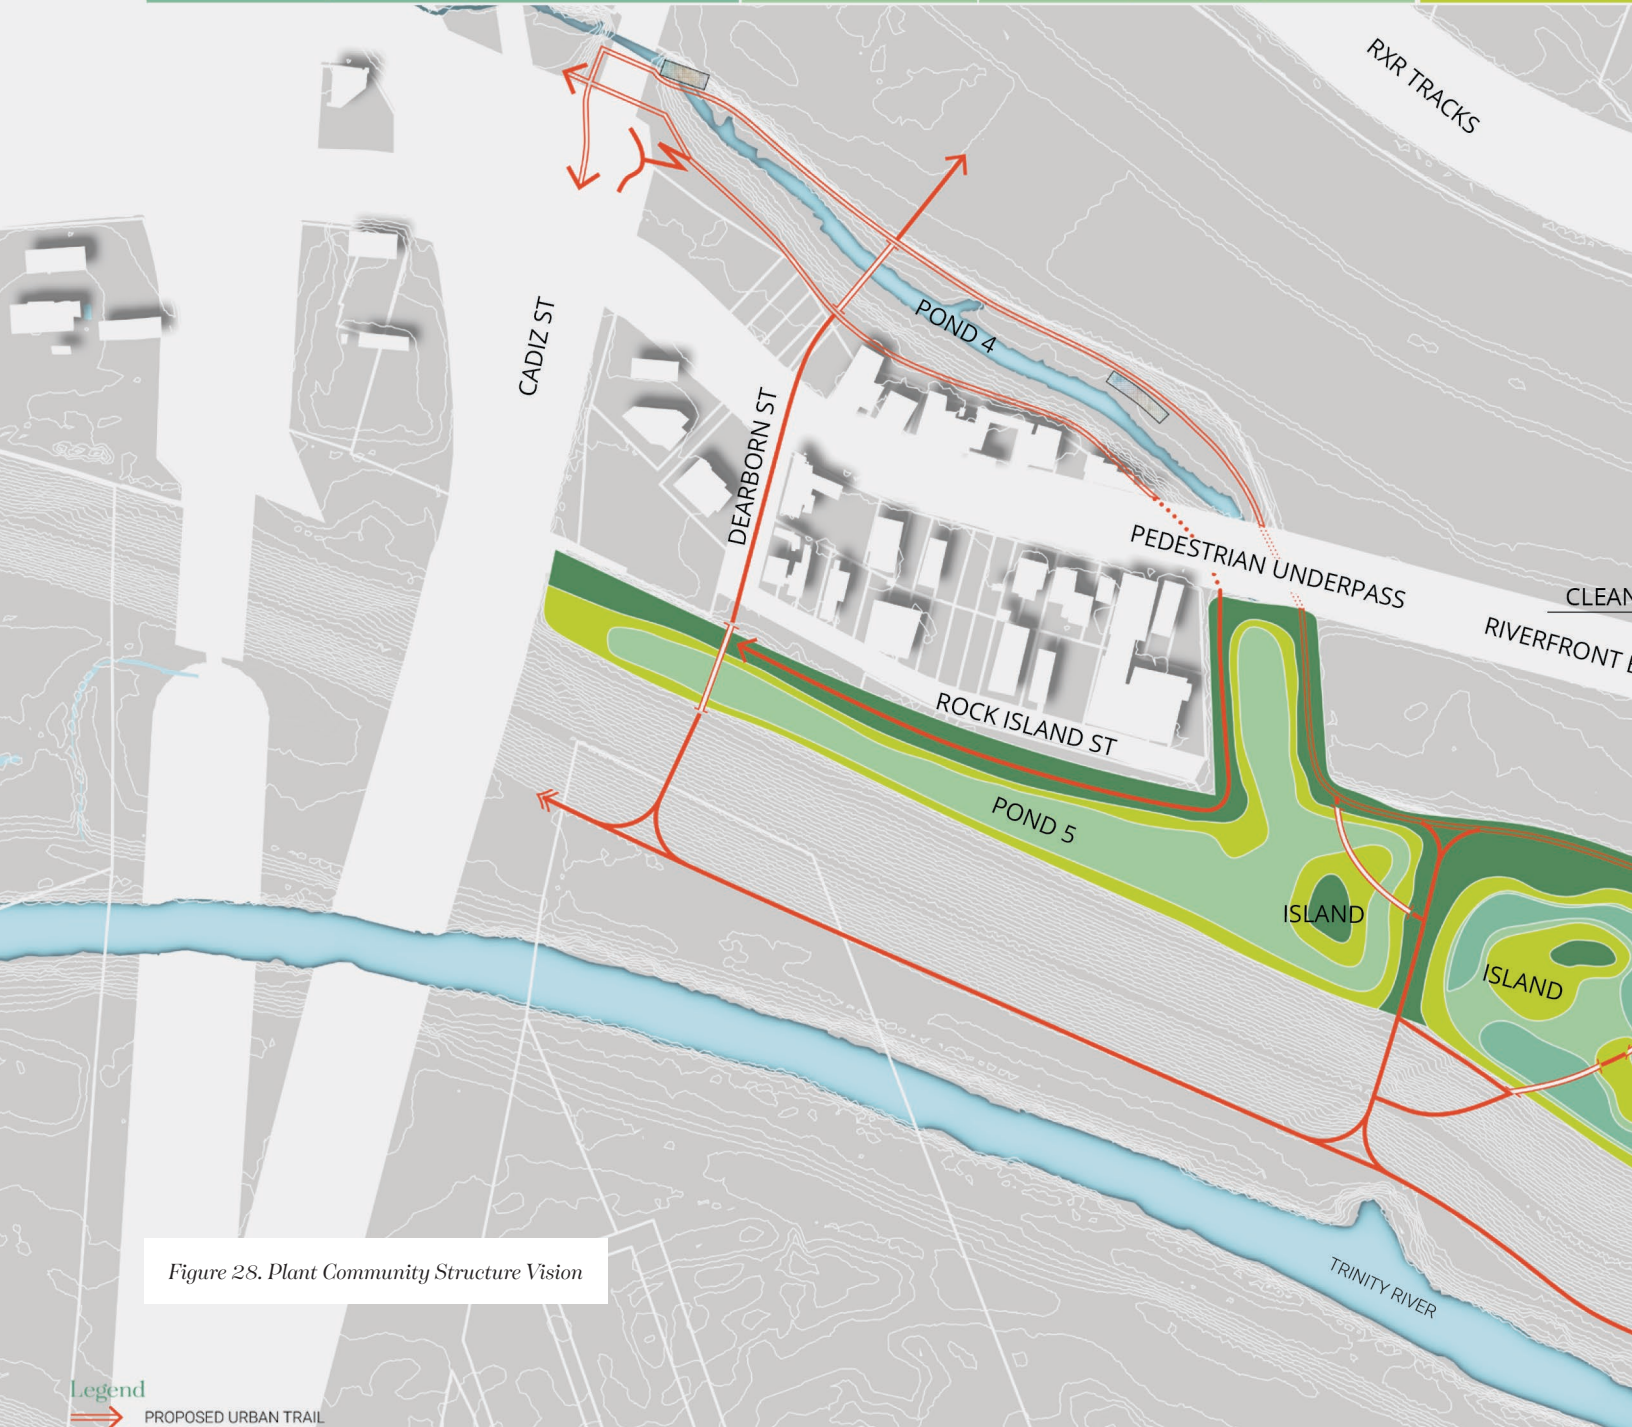 RXR TRACKS
CADIZ ST
POND 4
DEARBORN ST
PEDESTRIAN UNDERPASS
CLEAN
RIVERFRONT
ROCK ISLAND ST
POND 5
ISLAND
ISLAND
TRINITY RIVER
Figure 28. Plant Community Structure Vision
Legend
PROPOSED URBAN TRAIL